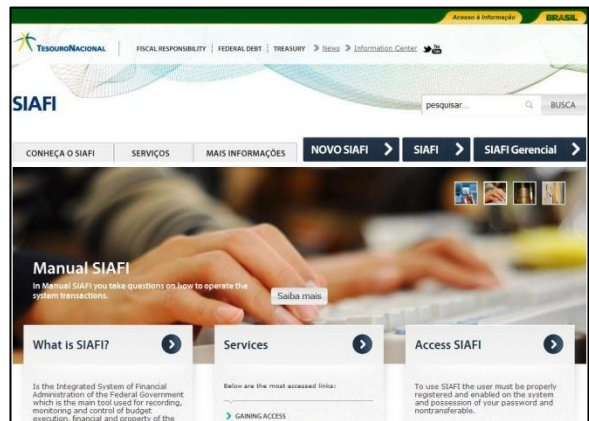 Acesso à Informação BRASIL
TESOURONACIONAL FISCAL RESPONSIBILITY FEDERAL DEBT TREASURY News Information Center You Tube
SIAFI
pesquisar... BUSCA
CONHEÇA O SIAFI SERVIÇOS MAIS INFORMAÇÕES NOVO SIAFI SIAFI SIAFI Gerencial
Manual SIAFI
In Manual SIAFI you take questions on how to operate the
system transactions.
Saiba mais
What is SIAFI? Services Access SIAFI
Is the Integrated System of Financial
Administration of the Federal Government
which is the main tool used for recording,
monitoring and control of budget
execution, financial and property of the
Below are the most accessed links:
GAINING ACCESS
To use SIAFI the user must be properly
registered and enabled on the system
and possession of your password and
nontransferable.